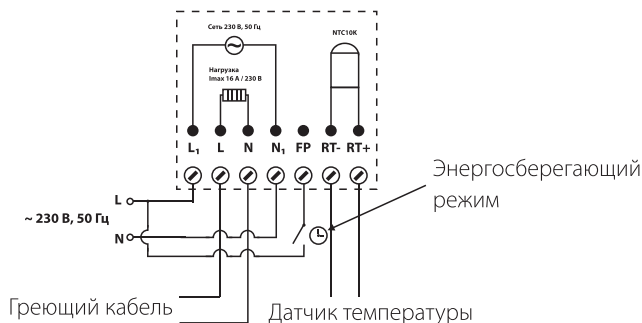 Сеть 230 В, 50 Гц
NTC10K
Нагрузка
Imax 16 А / 230 В
L₁ L N N₁ FP RT- RT+
Энергосберегающий
режим
L
~ 230 В, 50 Гц
N
Греющий кабель
Датчик температуры